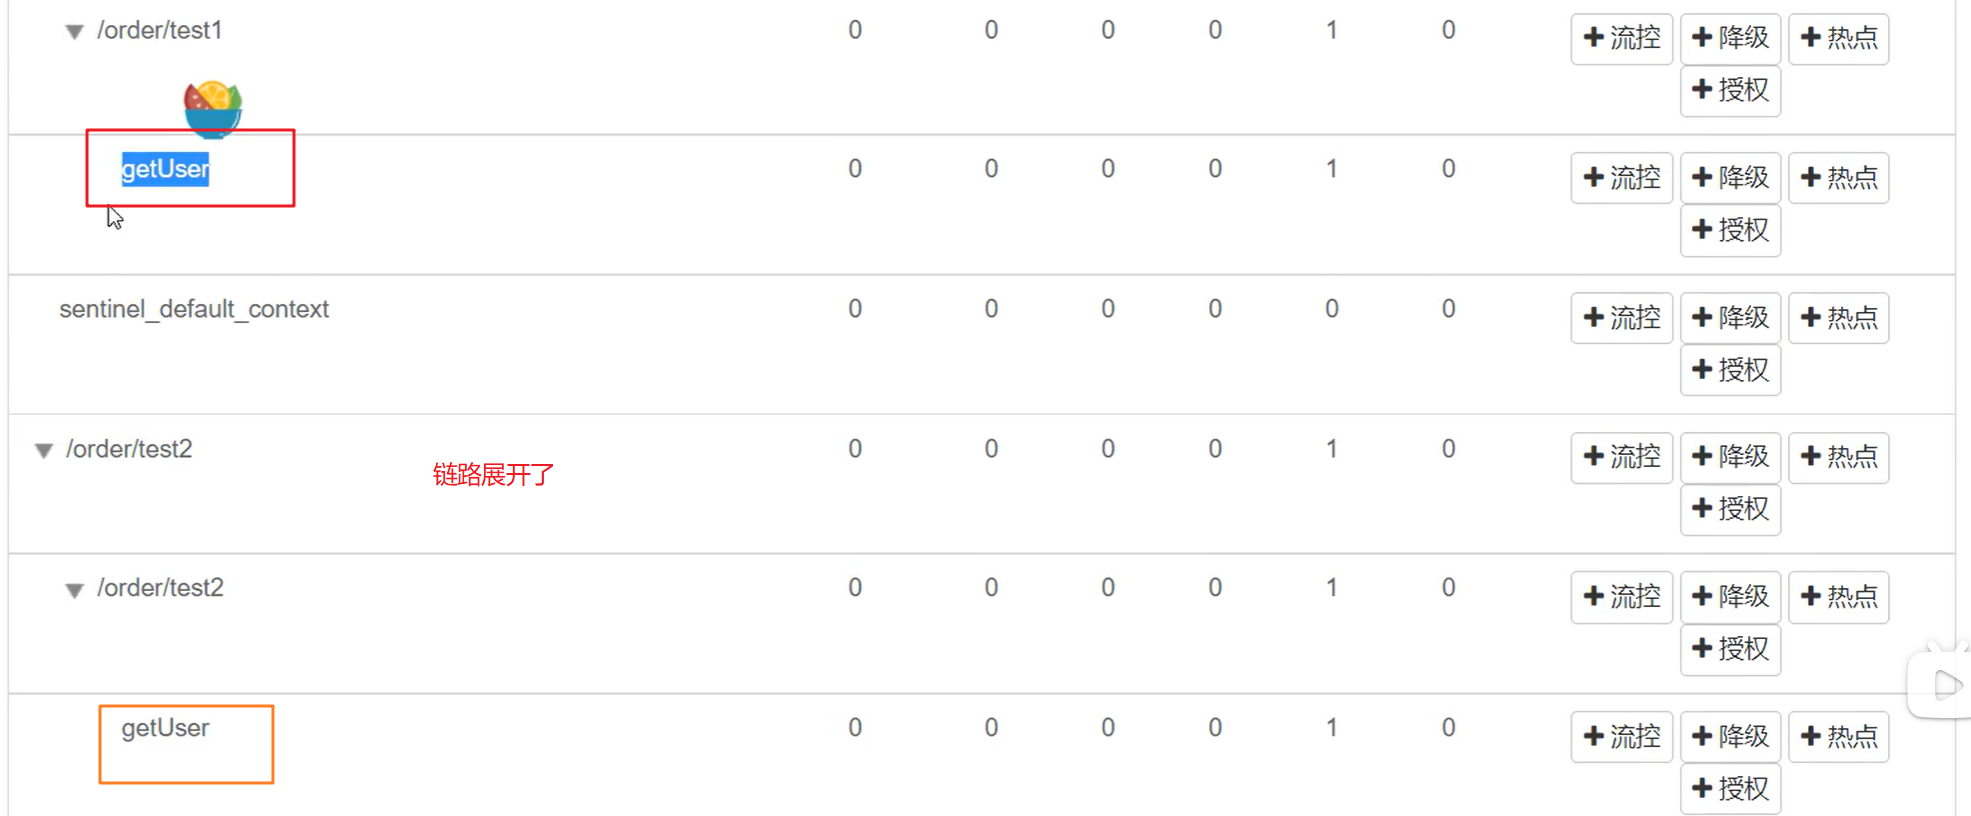 /order/test1 0 0 0 0 1 0 流控 降级 热点
授权
getUser 0 0 0 0 1 0 流控 降级 热点
授权
sentinel_default_context 0 0 0 0 0 0 流控 降级 热点
授权
/order/test2 0 0 0 0 1 0 流控 降级 热点
链路展开了
授权
/order/test2 0 0 0 0 1 0 流控 降级 热点
授权
getUser 0 0 0 0 1 0 流控 降级 热点
授权